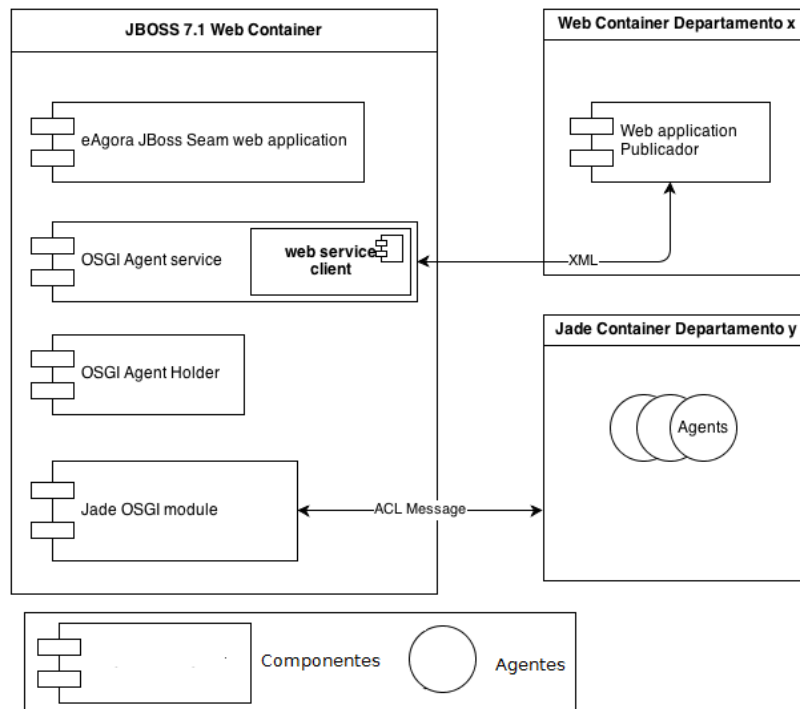 JBOSS 7.1 Web Container
eAgora JBoss Seam web application
OSGI Agent service
web service
client
OSGI Agent Holder
Jade OSGI module
Web Container Departamento x
Web application
Publicador
XML
Jade Container Departamento y
Agents
ACL Message
Componentes
Agentes